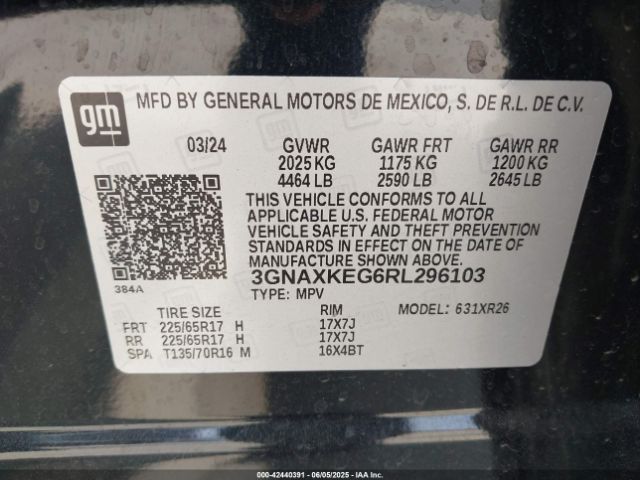 gm
MFD BY GENERAL MOTORS DE MEXICO, S. DE R.L. DE C.V.
03/24 GVWR GAWR FRT GAWR RR
2025 KG 1175 KG 1200 KG
4464 LB 2590 LB 2645 LB
THIS VEHICLE CONFORMS TO ALL
APPLICABLE U.S. FEDERAL MOTOR
VEHICLE SAFETY AND THEFT PREVENTION
STANDARDS IN EFFECT ON THE DATE OF
MANUFACTURE SHOWN ABOVE.
3GNAXKEG6RL296103
384A TYPE: MPV
TIRE SIZE RIM MODEL: 631XR26
FRT 225/65R17 H 17X7J
RR 225/65R17 H 17X7J
SPA T135/70R16 M 16X4BT
000-42440391 - 06/05/2025 - IAA Inc.